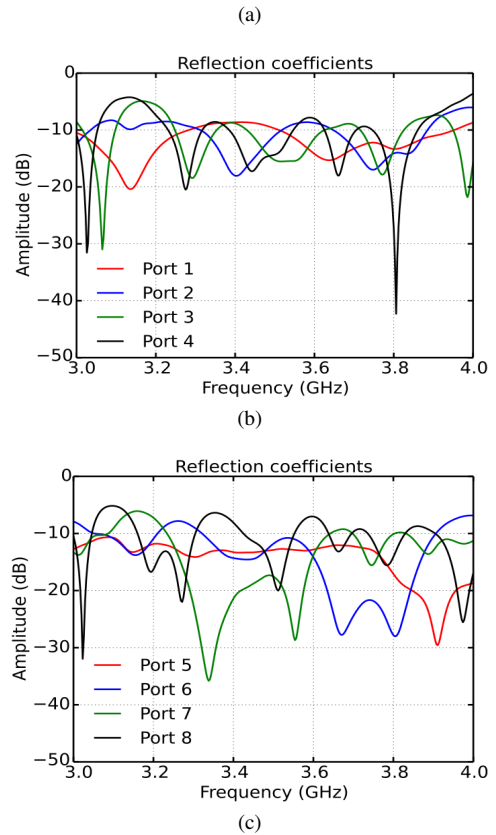 (a)
Reflection coefficients
0
−10
−20
−30
−40
−50
Amplitude (dB)
Port 1
Port 2
Port 3
Port 4
3.0 3.2 3.4 3.6 3.8 4.0
Frequency (GHz)
(b)
Reflection coefficients
0
−10
−20
−30
−40
−50
Amplitude (dB)
Port 5
Port 6
Port 7
Port 8
3.0 3.2 3.4 3.6 3.8 4.0
Frequency (GHz)
(c)